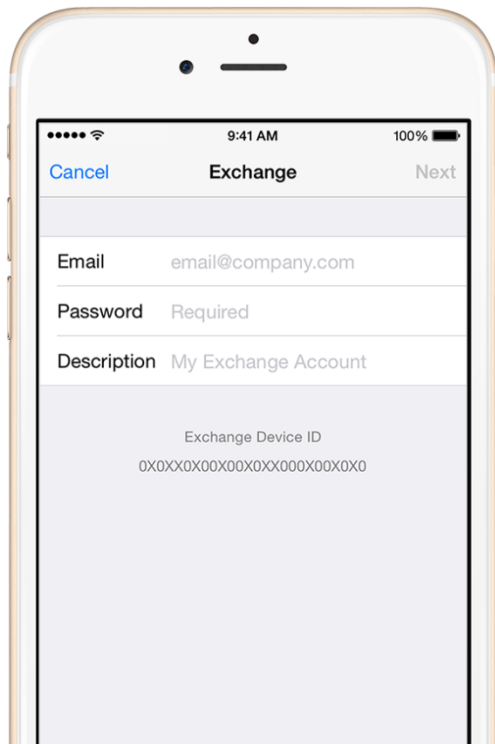 9:41 AM 100%
Cancel Exchange Next
Email email@company.com
Password Required
Description My Exchange Account
Exchange Device ID
0X0XX0X00X00X0XX000X00X0X0